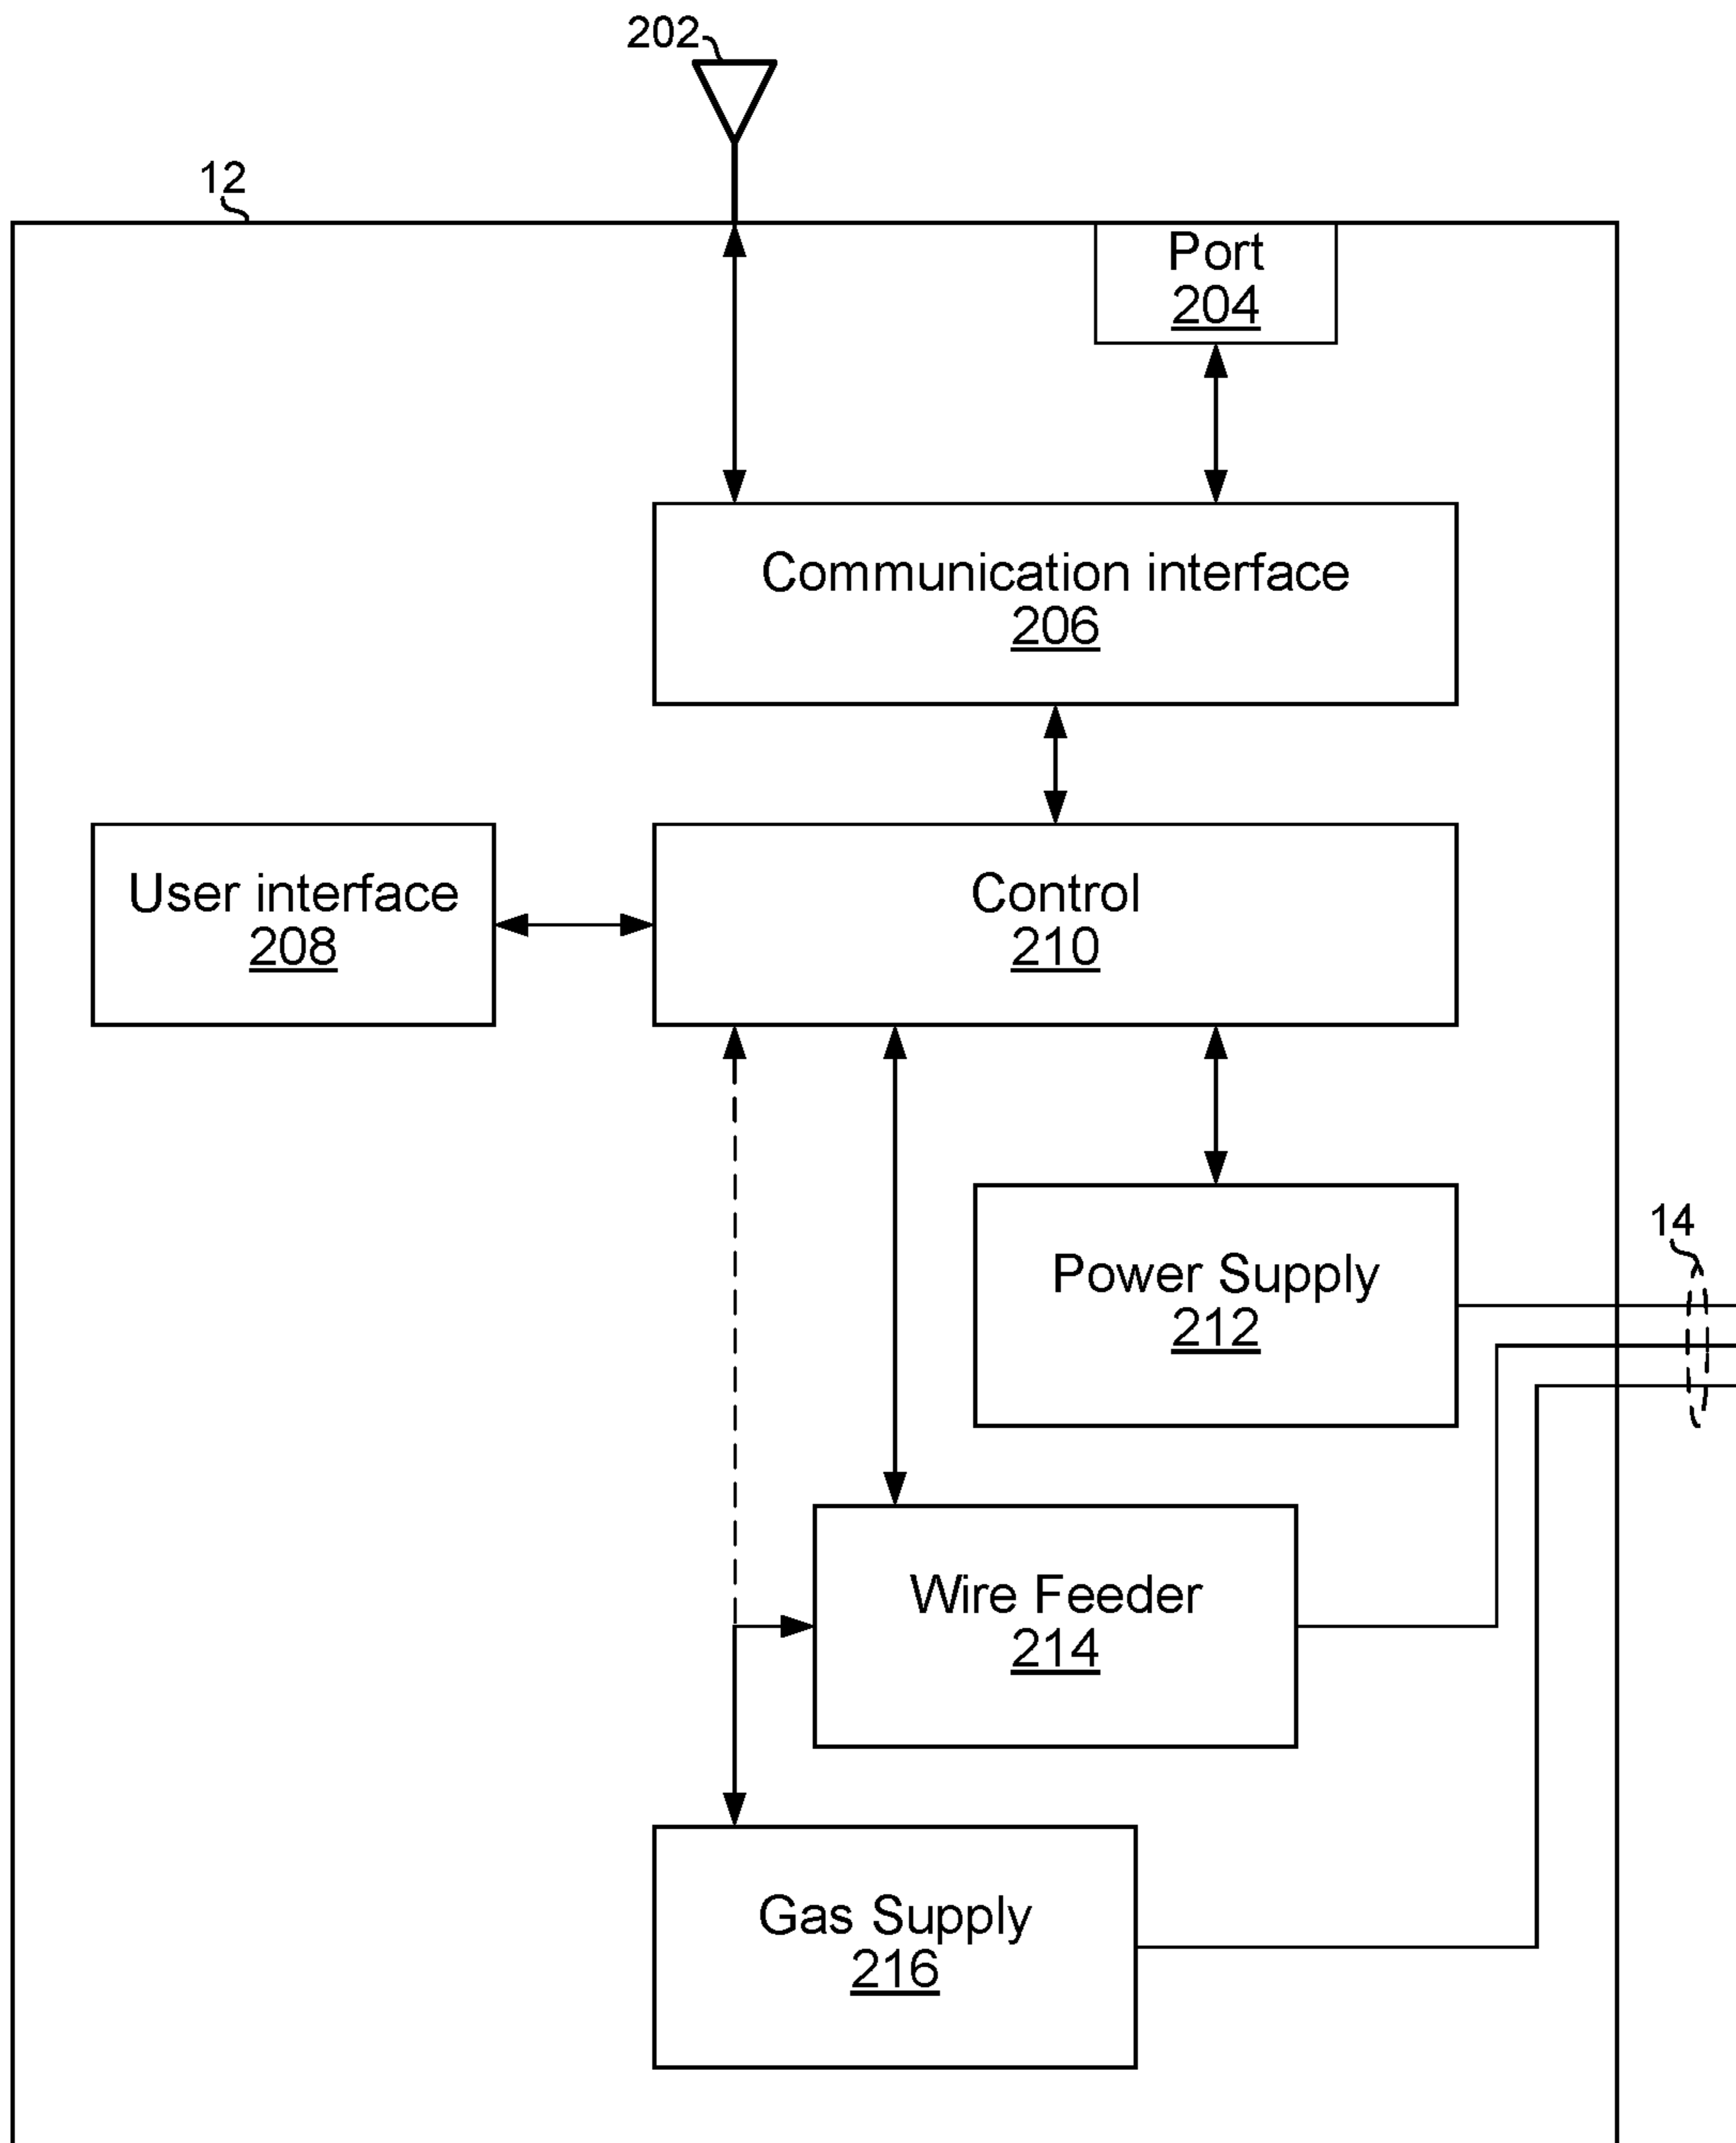 202
12
Port
204
Communication interface
206
User interface
208
Control
210
14
Power Supply
212
Wire Feeder
214
Gas Supply
216